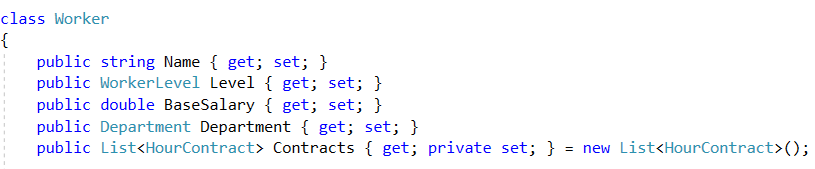 class Worker
{
public string Name { get; set; }
public WorkerLevel Level { get; set; }
public double BaseSalary { get; set; }
public Department Department { get; set; }
public List<HourContract> Contracts { get; private set; } = new List<HourContract>();